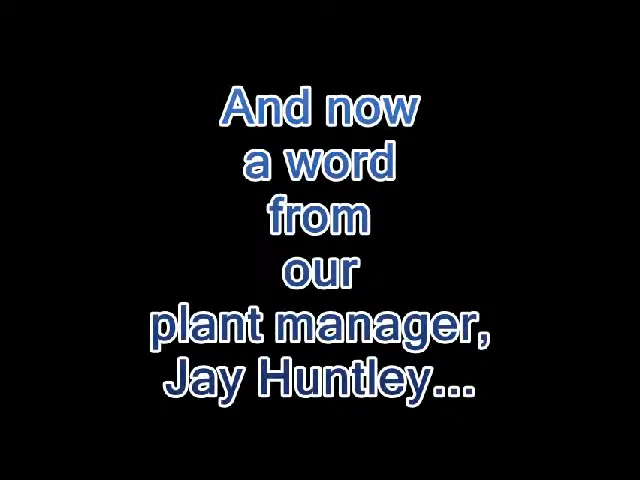 And now
a word
from
our
plant manager,
Jay Huntley...